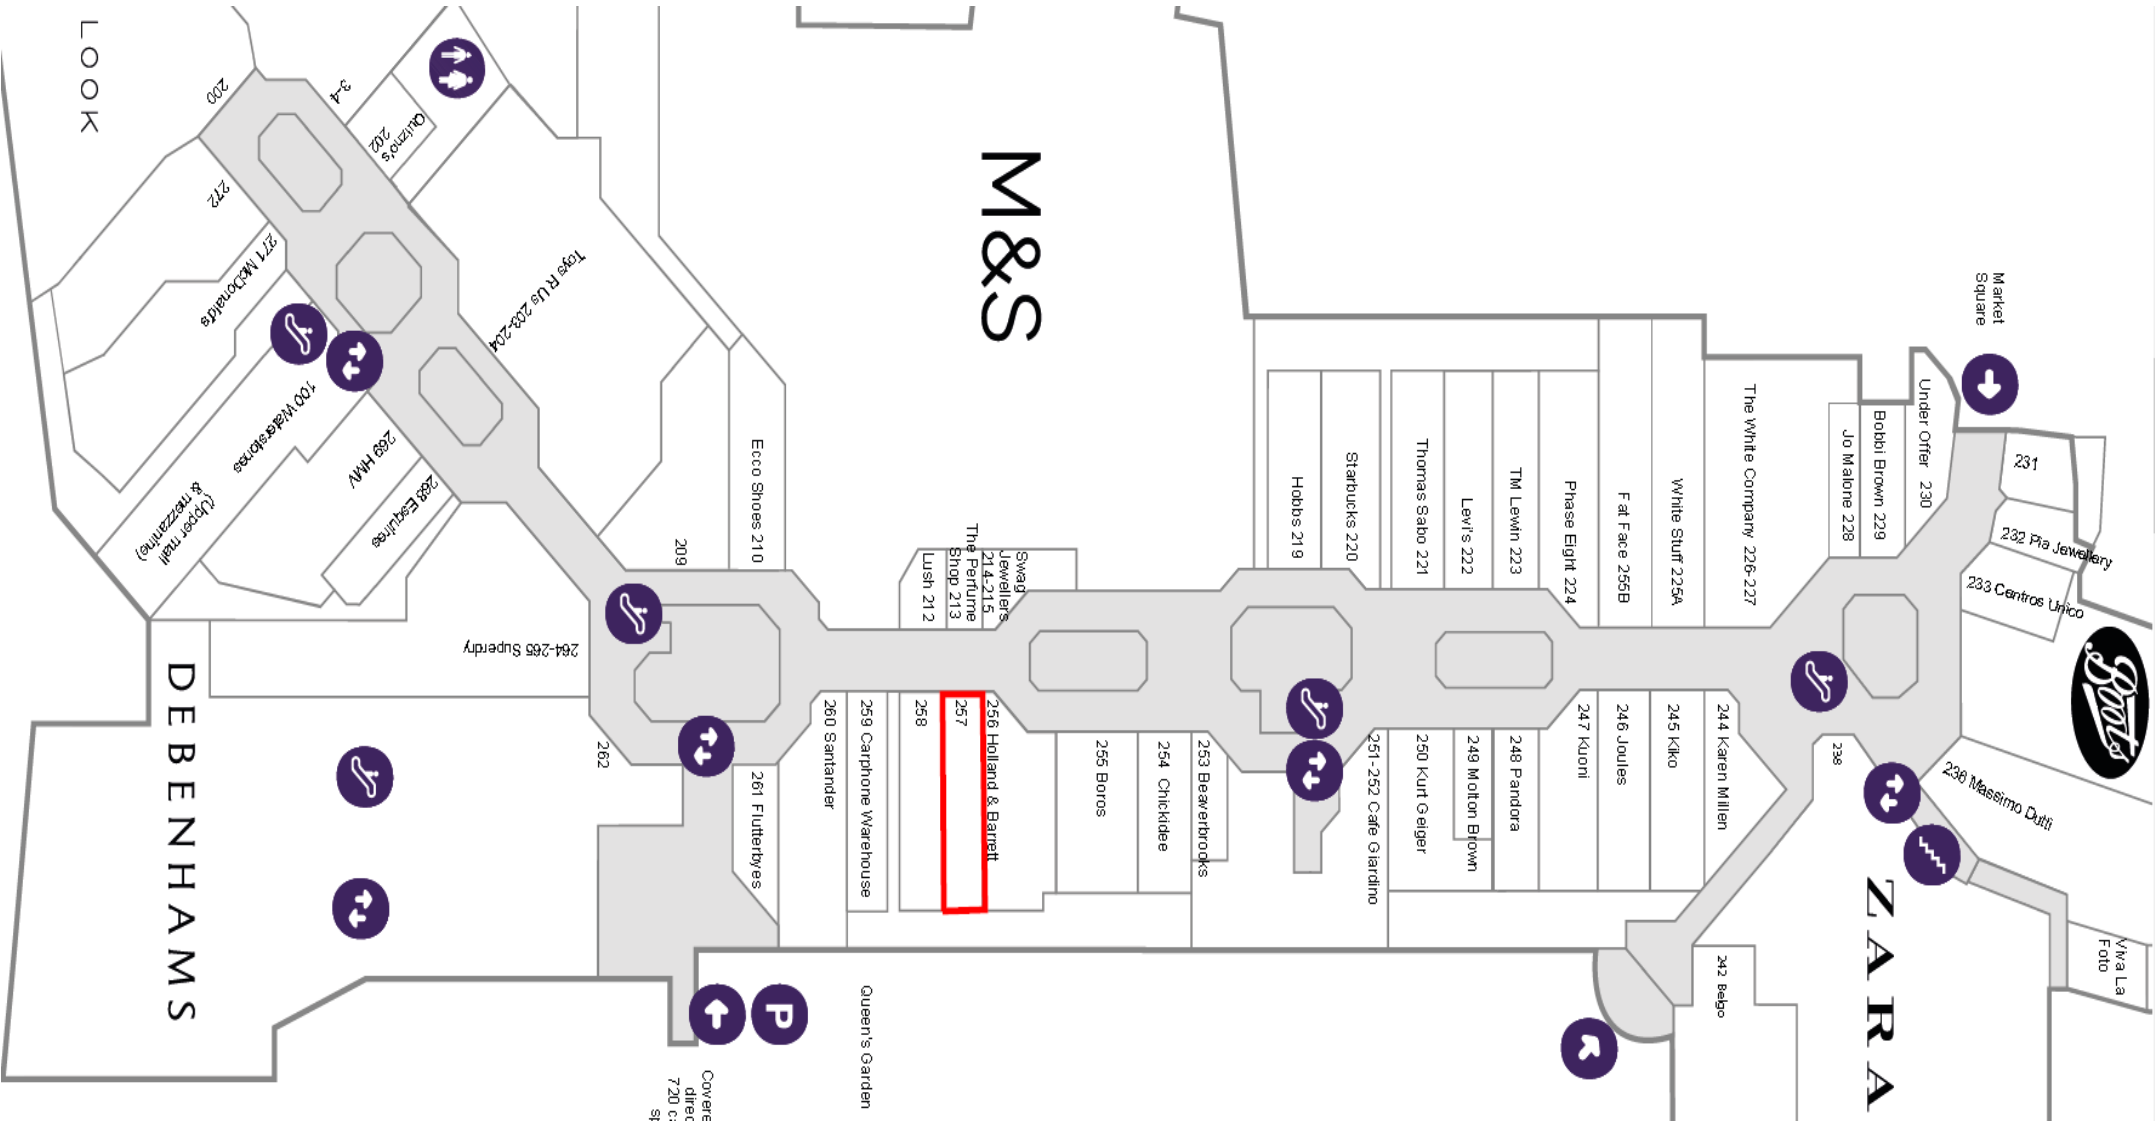 LOOK
200
3-4
Quizno's
202
272
271 McDonald's
Toys R Us 203-204
100 Waterstones
(Upper mall
& mezzanine)
269 HMV
268 Esquires
264-265 Superdry
DEBENHAMS
262
209
Ecco Shoes 210
M&S
Lush 212
The Perfume
Shop 213
Swag
Jewellers
214-215
Hobbs 219
Starbucks 220
Thomas Sabo 221
Levi's 222
TM Lewin 223
Phase Eight 224
Fat Face 255B
White Stuff 225A
The White Company 226-227
Jo Malone 228
Bobbi Brown 229
Under Offer 230
Market
Square
231
232 Pia Jewellery
233 Centros Unico
Boots
236 Massimo Dutti
238
ZARA
Viva La
Foto
242 Belgo
244 Karen Millen
245 Kiko
246 Joules
247 Kuoni
248 Pandora
249 Molton Brown
250 Kurt Geiger
251-252 Cafe Giardino
253 Beaverbrooks
254 Chickidee
255 Boros
256 Holland & Barrett
257
258
259 Carphone Warehouse
260 Santander
261 Flutterbyes
P
Queen's Garden
Covere
direc
720 c
sp